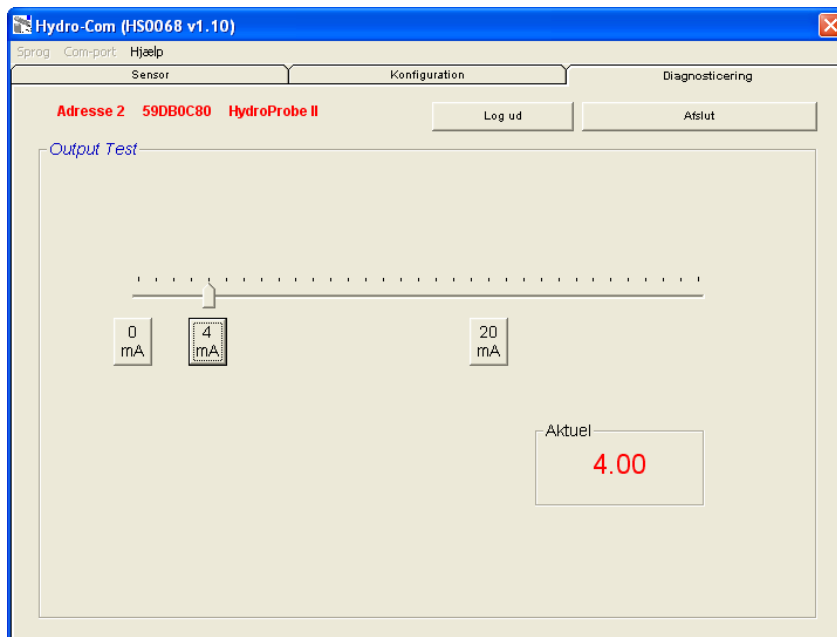 Hydro-Com (HS0068 v1.10)
Sprog Com-port Hjælp
Sensor Konfiguration Diagnosticering
Adresse 2 59DB0C80 HydroProbe II Log ud Afslut
Output Test
0 mA
4 mA
20 mA
Aktuel
4.00